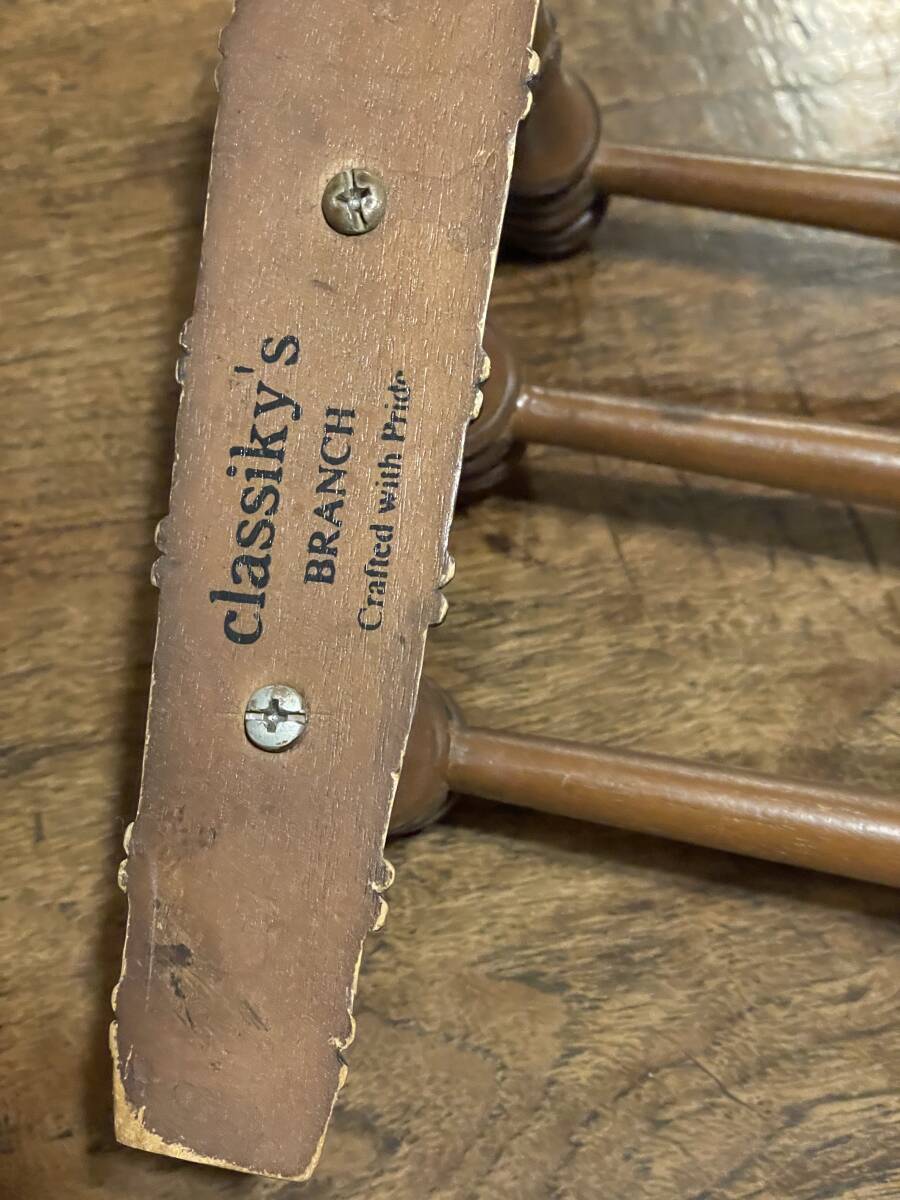 classiky's
BRANCH
Crafted with Pride